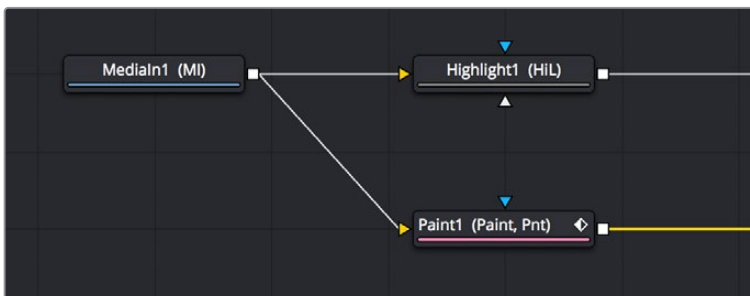 MediaIn1 (MI)
Highlight1 (HiL)
Paint1 (Paint, Pnt)